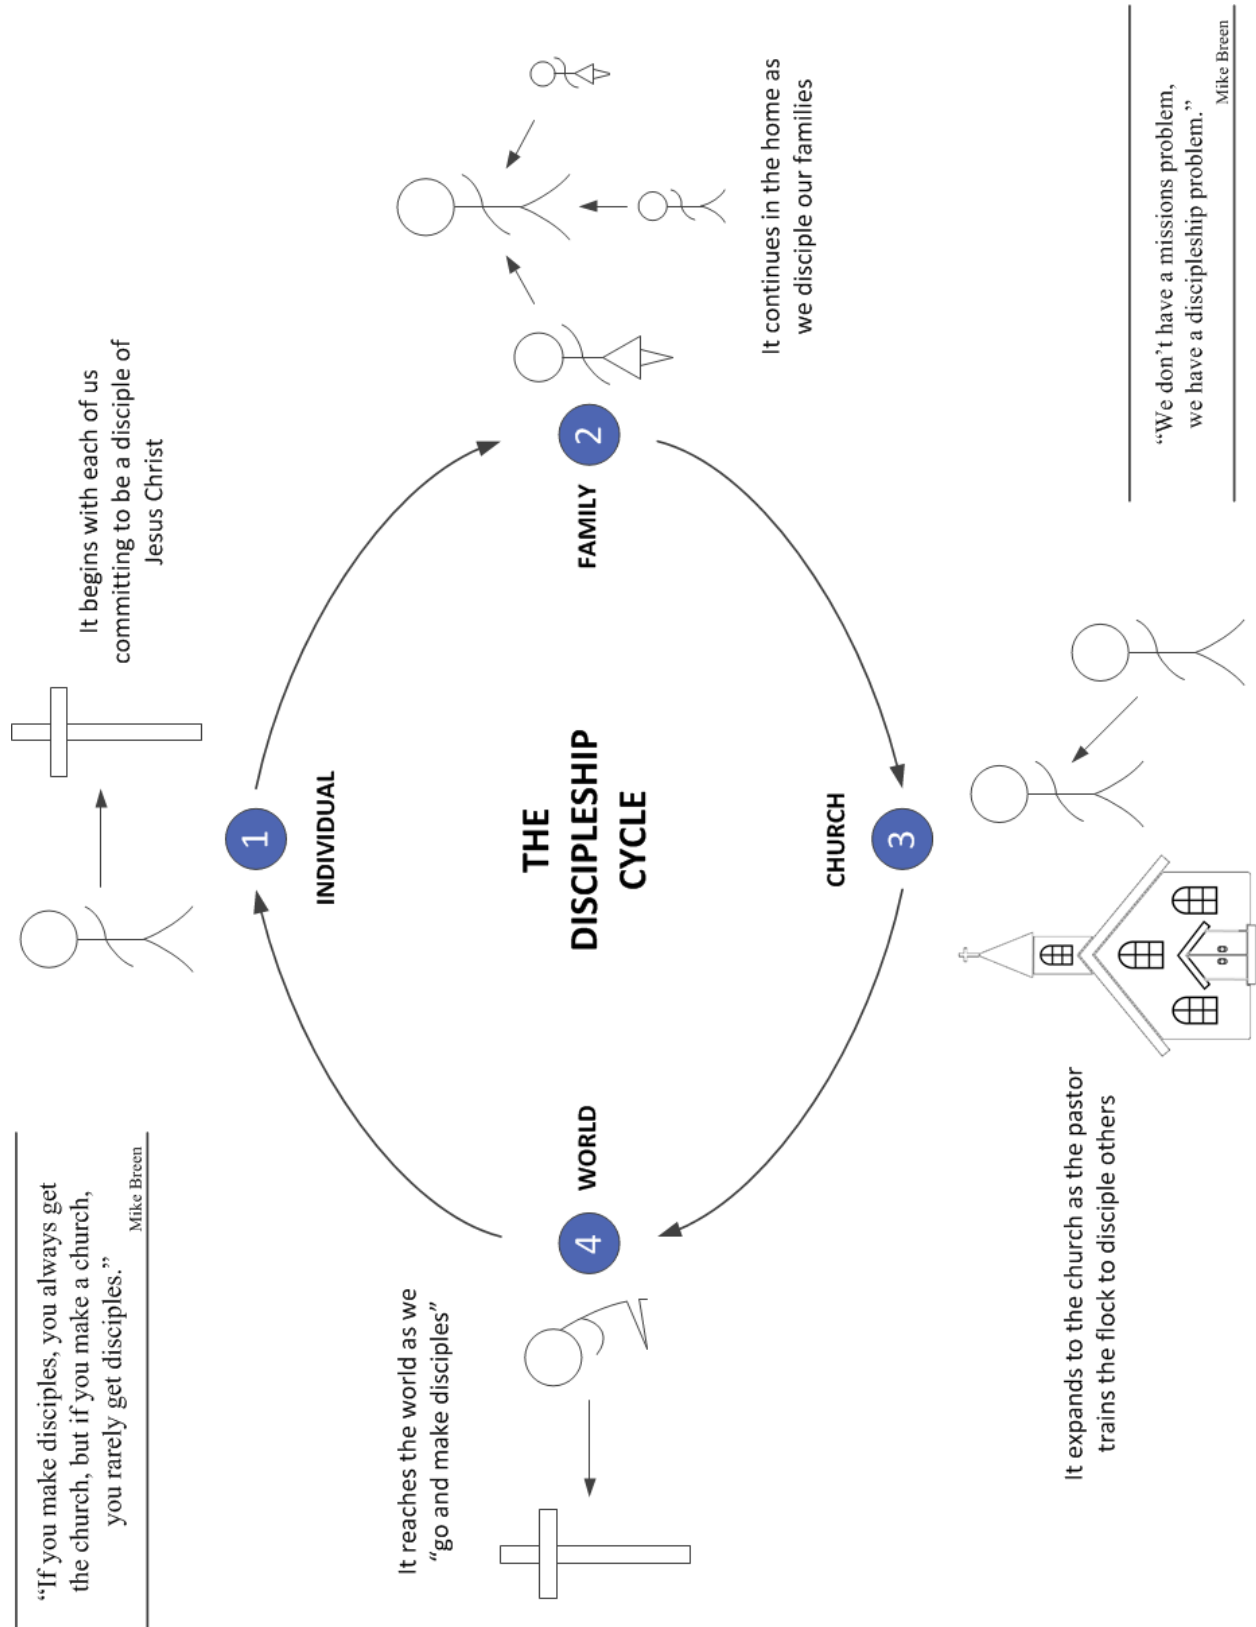 “If you make disciples, you always get
the church, but if you make a church,
you rarely get disciples.”
Mike Breen
It begins with each of us
committing to be a disciple of
Jesus Christ
1
INDIVIDUAL
It reaches the world as we
“go and make disciples”
4
WORLD
THE
DISCIPLESHIP
CYCLE
FAMILY
2
It continues in the home as
we disciple our families
CHURCH
3
It expands to the church as the pastor
trains the flock to disciple others
“We don’t have a missions problem,
we have a discipleship problem.”
Mike Breen